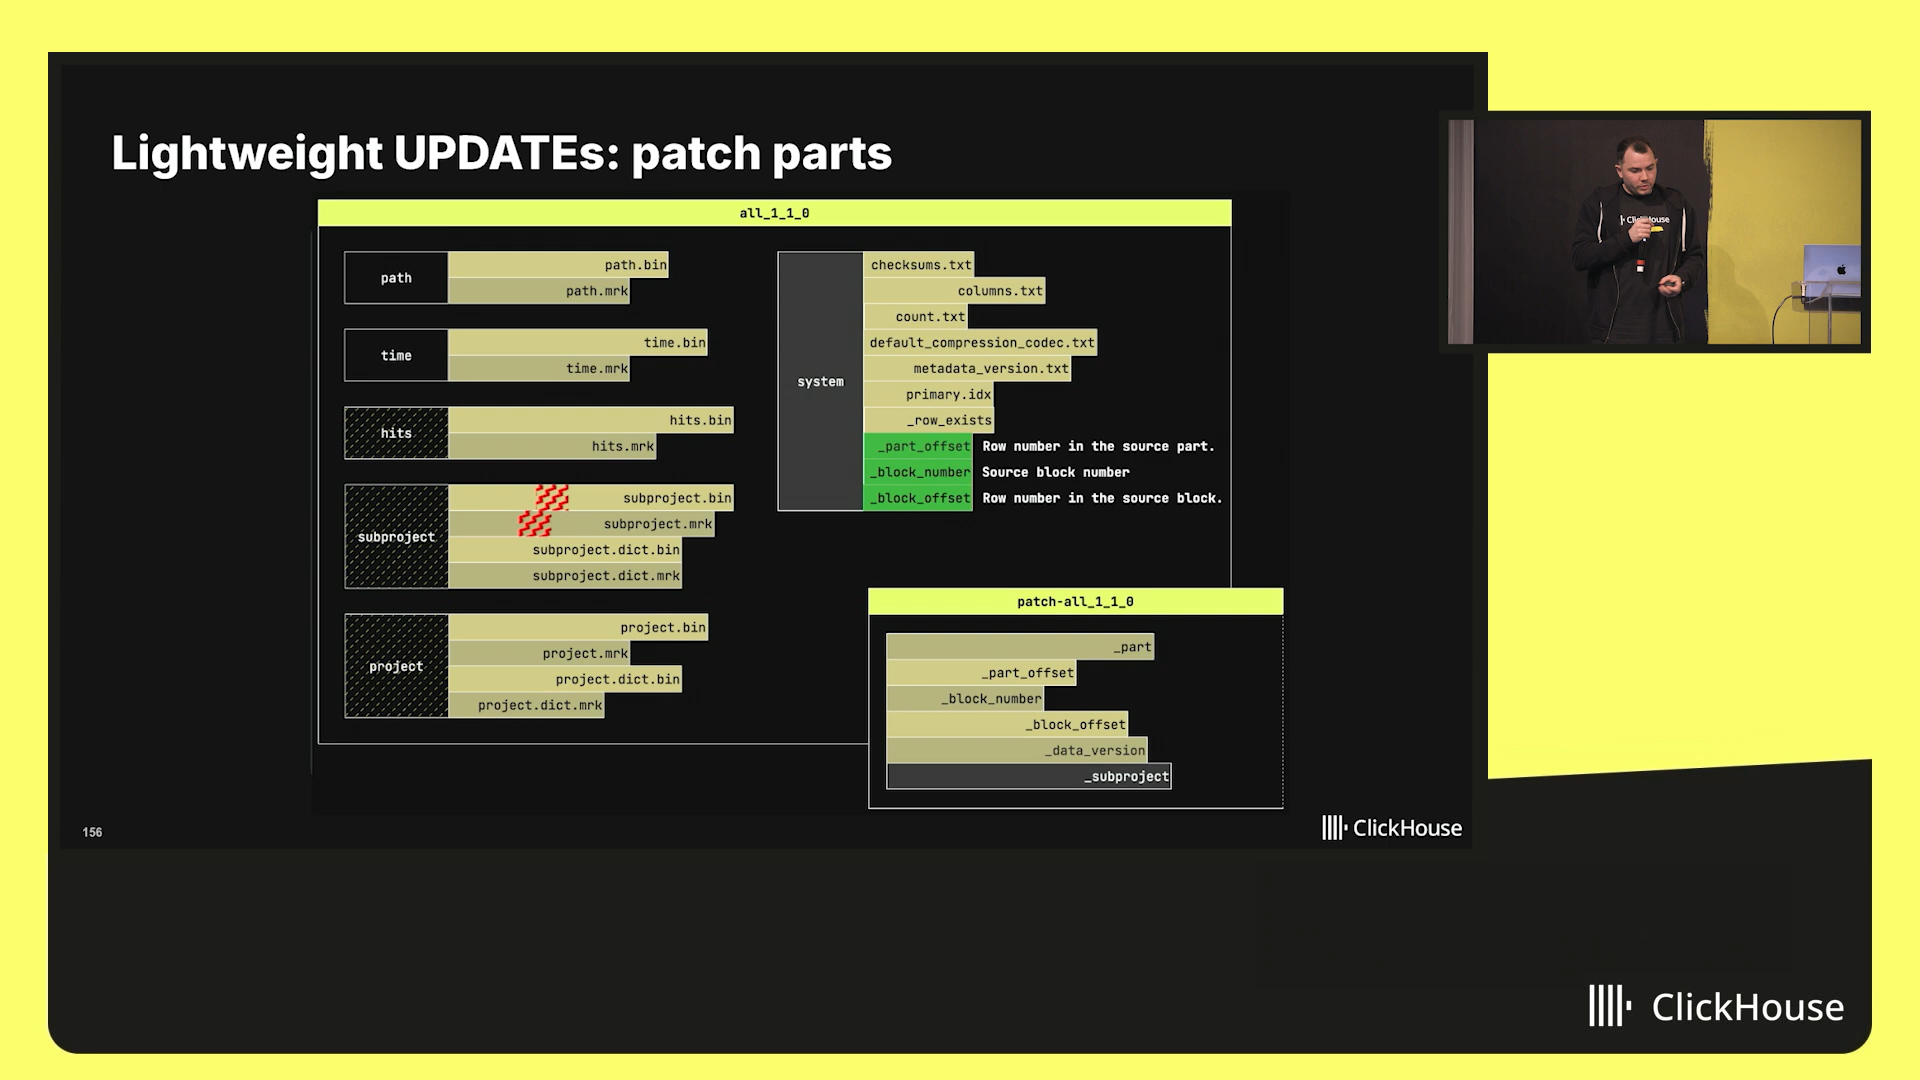 Lightweight UPDATEs: patch parts
all_1_1_0
path
path.bin
path.mrk
time
time.bin
time.mrk
hits
hits.bin
hits.mrk
subproject
subproject.bin
subproject.mrk
subproject.dict.bin
subproject.dict.mrk
project
project.bin
project.mrk
project.dict.bin
project.dict.mrk
system
checksums.txt
columns.txt
count.txt
default_compression_codec.txt
metadata_version.txt
primary.idx
_row_exists
_part_offset Row number in the source part.
_block_number Source block number
_block_offset Row number in the source block.
patch-all_1_1_0
_part
_part_offset
_block_number
_block_offset
_data_version
_subproject
156
ClickHouse
ClickHouse
ClickHouse